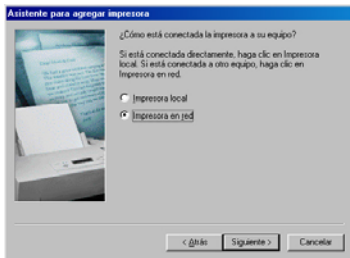 Asistente para agregar impresora
¿Cómo está conectada la impresora a su equipo?
Si está conectada directamente, haga clic en Impresora
local. Si está conectada a otro equipo, haga clic en
Impresora en red.
Impresora local
Impresora en red
< Atrás
Siguiente >
Cancelar